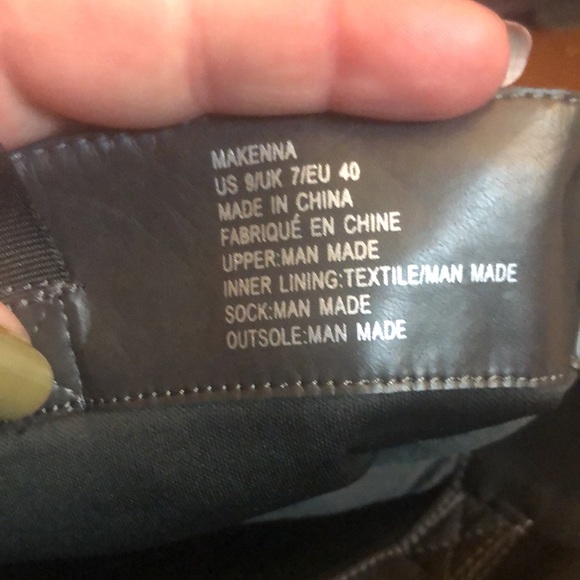 MAKENNA
US 9/UK 7/EU 40
MADE IN CHINA
FABRIQUÉ EN CHINE
UPPER:MAN MADE
INNER LINING:TEXTILE/MAN MADE
SOCK:MAN MADE
OUTSOLE:MAN MADE